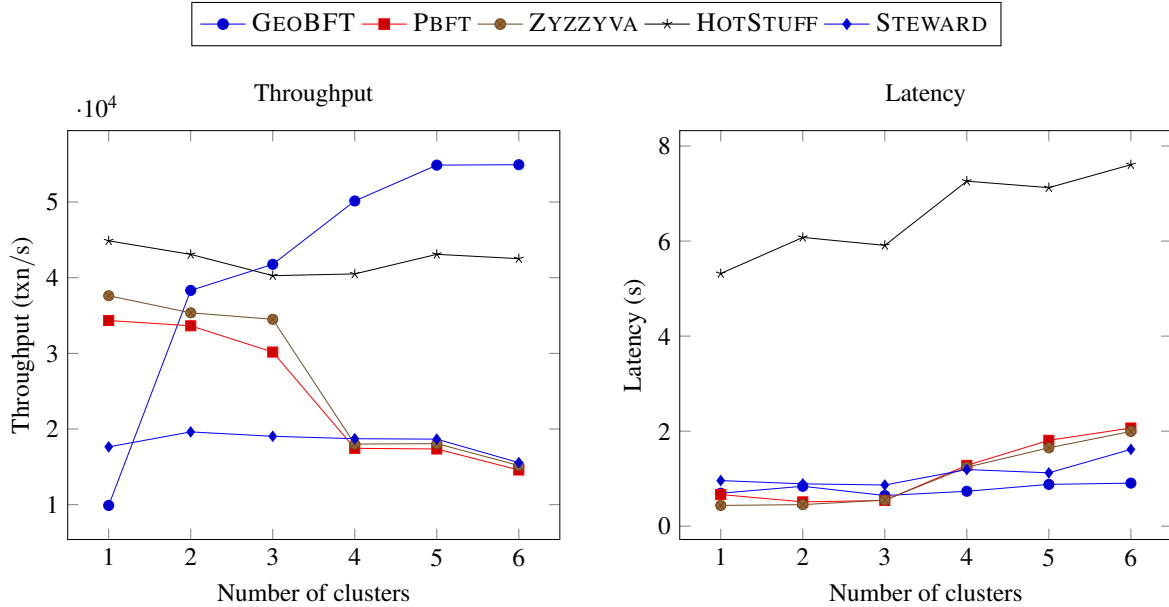 GEOBFT PBFT ZYZZYVA HOTSTUFF STEWARD
Throughput
·10⁴
5
4
3
2
1
Throughput (txn/s)
1 2 3 4 5 6
Number of clusters
Latency
8
6
4
2
0
Latency (s)
1 2 3 4 5 6
Number of clusters